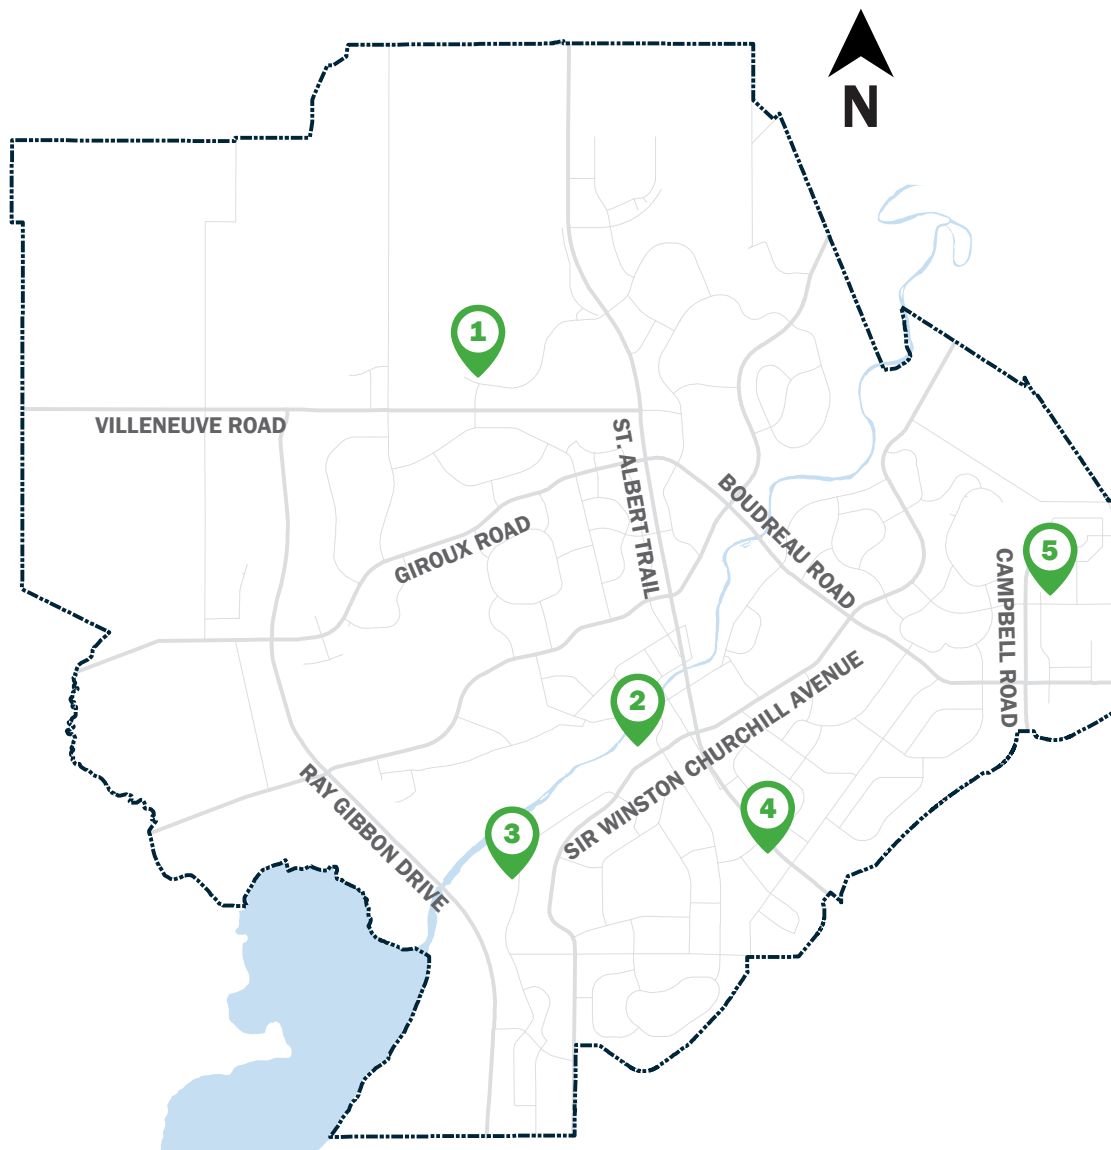 N
1
VILLENEUVE ROAD
ST. ALBERT TRAIL
BOUDREAU ROAD
GIROUX ROAD
5
CAMPBELL ROAD
2
SIR WINSTON CHURCHILL AVENUE
RAY GIBBON DRIVE
3
4